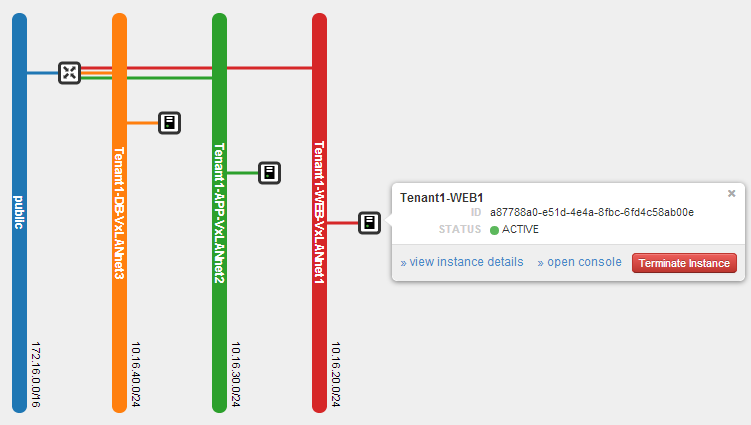 public
172.16.0.0/16
Tenant1-DB-VxLANnet3
10.16.40.0/24
Tenant1-APP-VxLANnet2
10.16.30.0/24
Tenant1-WEB-VxLANnet1
10.16.20.0/24
Tenant1-WEB1 ×
ID a87788a0-e51d-4e4a-8fbc-6fd4c58ab00e
STATUS ACTIVE
» view instance details » open console Terminate Instance